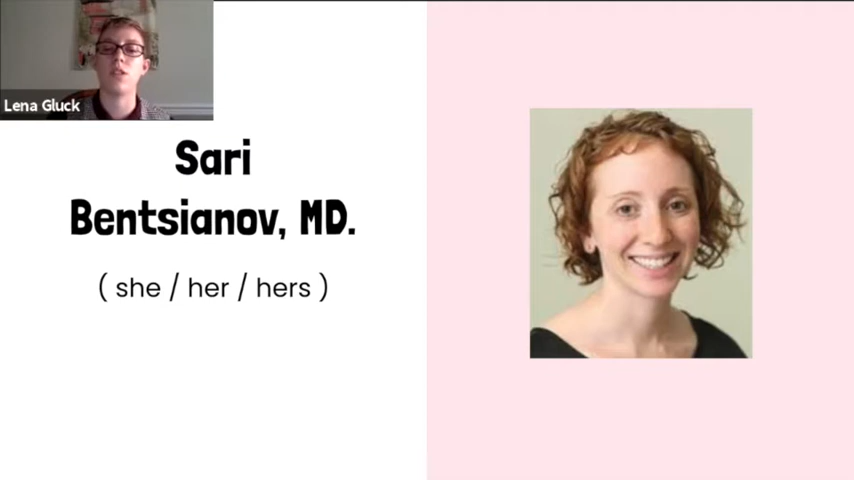 Lena Gluck
Sari
Bentsianov, MD.
( she / her / hers )